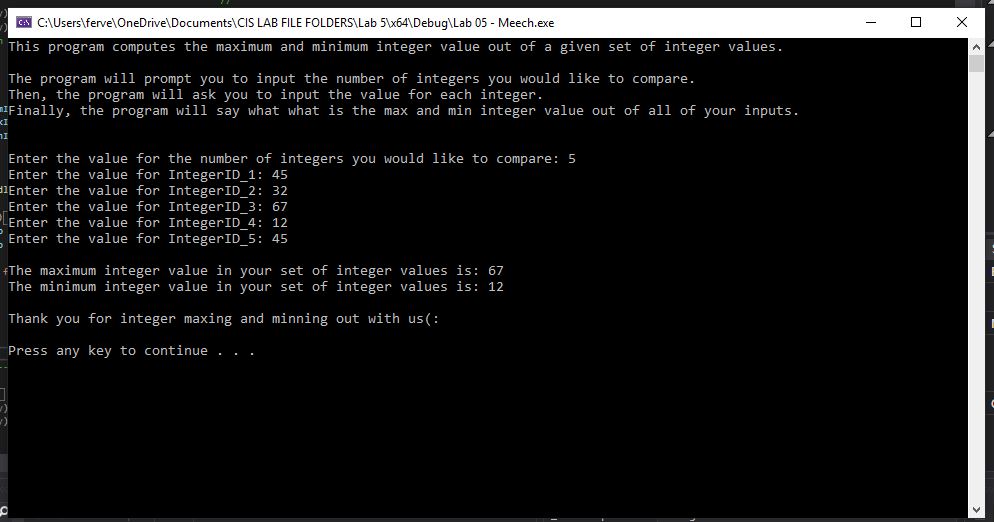 C:\Users\ferve\OneDrive\Documents\CIS LAB FILE FOLDERS\Lab 5\x64\Debug\Lab 05 - Meech.exe
This program computes the maximum and minimum integer value out of a given set of integer values.
The program will prompt you to input the number of integers you would like to compare.
Then, the program will ask you to input the value for each integer.
Finally, the program will say what what is the max and min integer value out of all of your inputs.
Enter the value for the number of integers you would like to compare: 5
Enter the value for IntegerID_1: 45
Enter the value for IntegerID_2: 32
Enter the value for IntegerID_3: 67
Enter the value for IntegerID_4: 12
Enter the value for IntegerID_5: 45
The maximum integer value in your set of integer values is: 67
The minimum integer value in your set of integer values is: 12
Thank you for integer maxing and minning out with us(:
Press any key to continue . . .